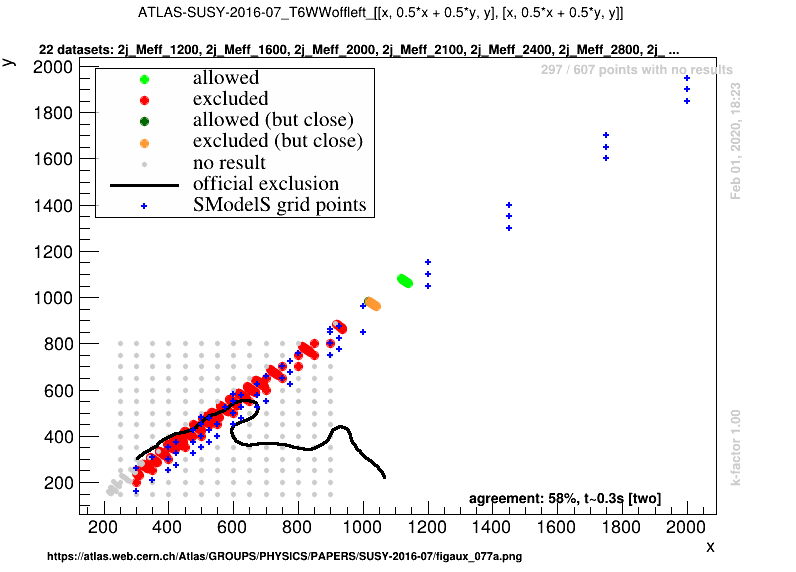 ATLAS-SUSY-2016-07_T6WWoffleft_[[x, 0.5*x + 0.5*y, y], [x, 0.5*x + 0.5*y, y]]
22 datasets: 2j_Meff_1200, 2j_Meff_1600, 2j_Meff_2000, 2j_Meff_2100, 2j_Meff_2400, 2j_Meff_2800, 2j_ ...
297 / 607 points with no results
y
2000
1800
1600
1400
1200
1000
800
600
400
200
allowed
excluded
allowed (but close)
excluded (but close)
no result
official exclusion
SModelS grid points
Feb 01, 2020, 18:23
k-factor 1.00
agreement: 58%, t~0.3s [two]
200 400 600 800 1000 1200 1400 1600 1800 2000
x
https://atlas.web.cern.ch/Atlas/GROUPS/PHYSICS/PAPERS/SUSY-2016-07/figaux_077a.png